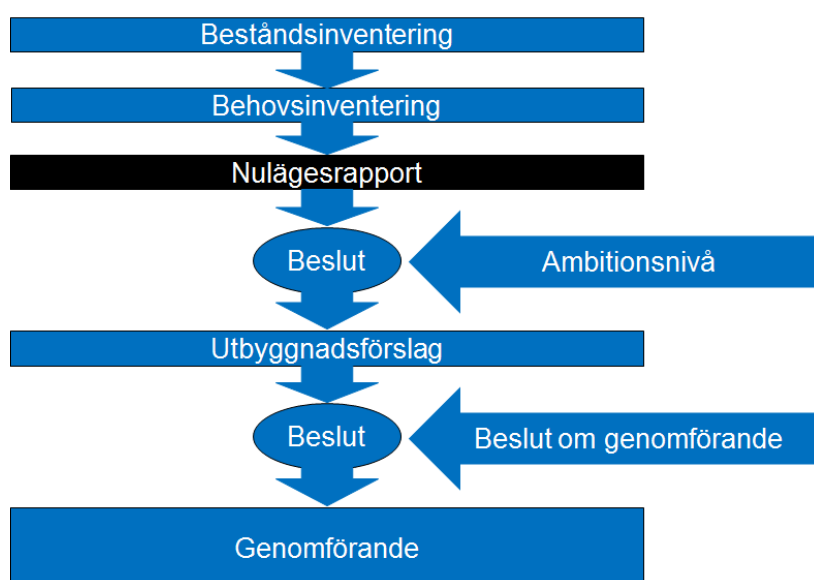 Beståndsinventering
Behovsinventering
Nulägesrapport
Beslut
Ambitionsnivå
Utbyggnadsförslag
Beslut
Beslut om genomförande
Genomförande